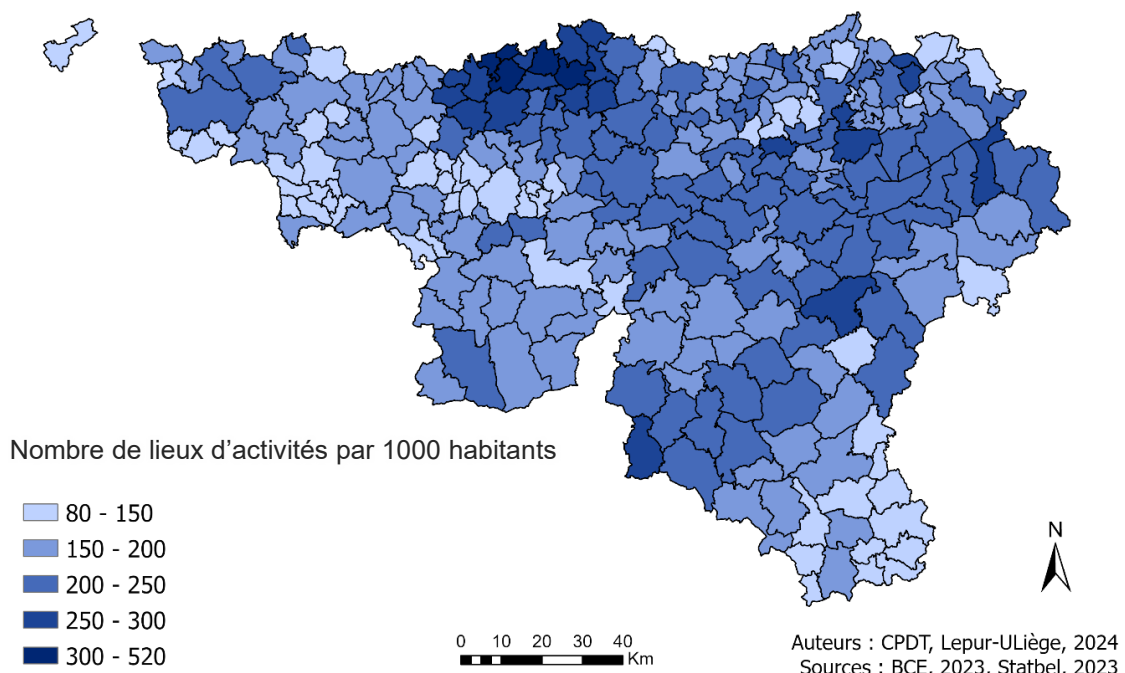 Nombre de lieux d'activités par 1000 habitants
80 - 150
150 - 200
200 - 250
250 - 300
300 - 520
0 10 20 30 40
Km
N
Auteurs : CPDT, Lepur-ULiège, 2024
Sources : BCE, 2023, Statbel, 2023